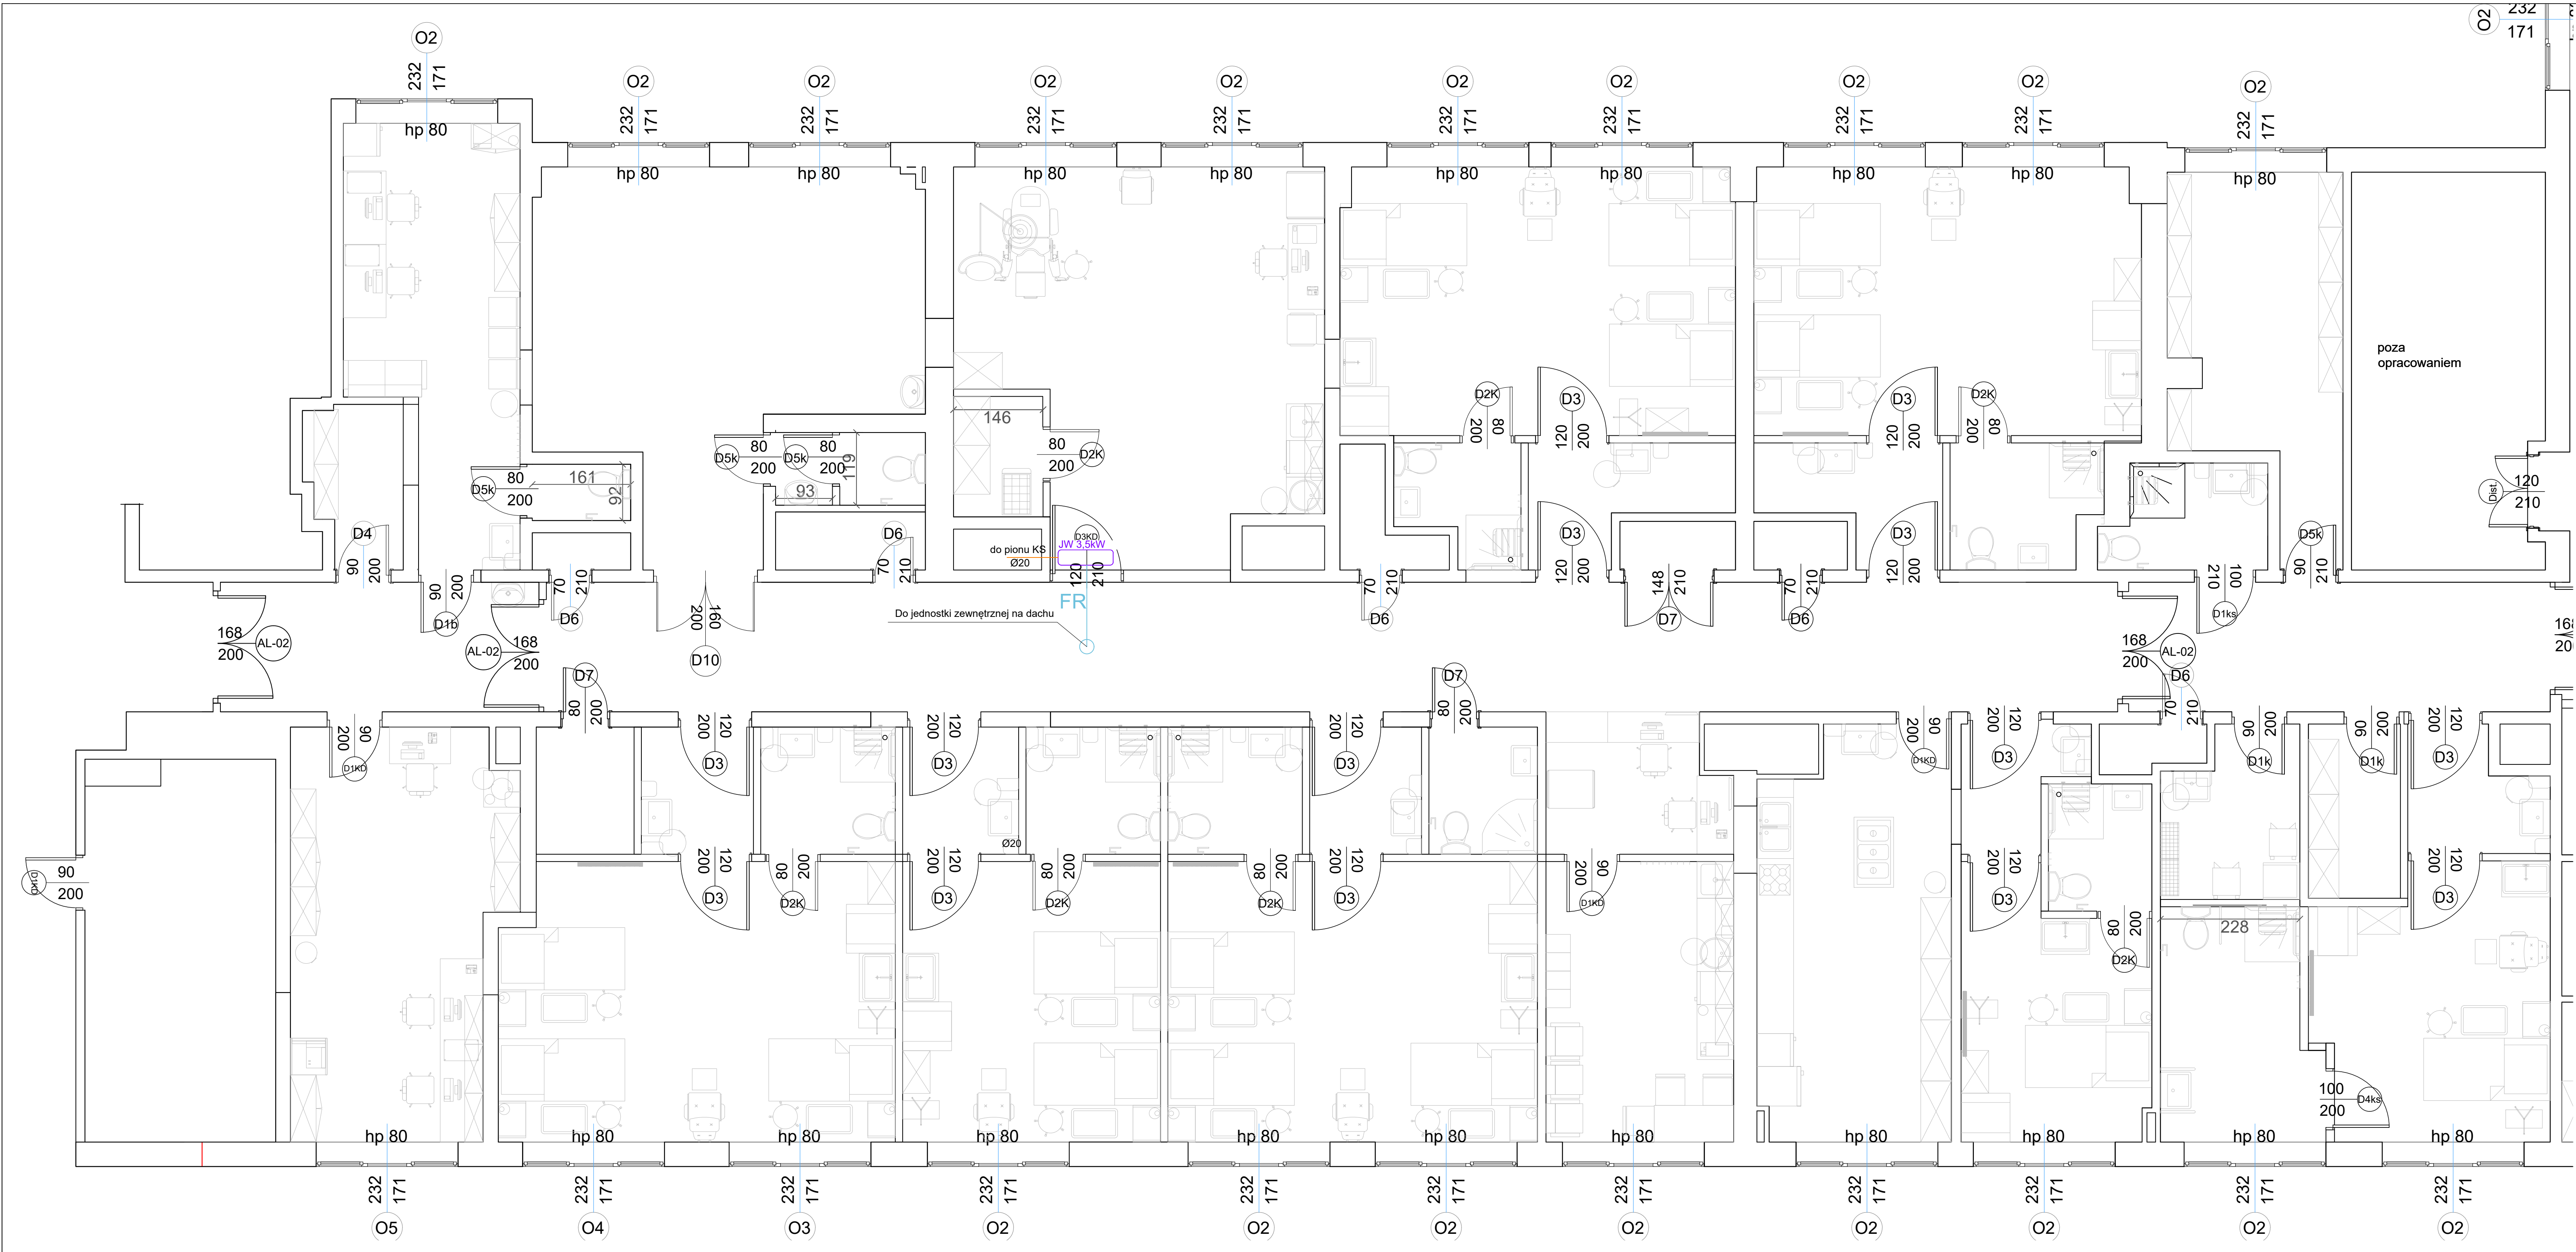 O2
232
171
O2
232
171
hp 80
O2
232
171
hp 80
O2
232
171
hp 80
O2
232
171
hp 80
O2
232
171
hp 80
O2
232
171
hp 80
O2
232
171
hp 80
O2
232
171
hp 80
O2
232
171
hp 80
O2
232
171
hp 80
poza
opracowaniem
D2K
80
200
D3
120
200
D3
120
200
D2K
80
200
146
80
200
D2K
D5k
80
200
D5k
80
200
119
93
D5k
80
200
161
92
Dist.
120
210
D4
90
200
D6
70
210
do pionu KS
Ø20
D3KD
JW 3,5kW
120
210
D3
120
200
D3
120
200
D5k
90
210
90
200
D1b
70
210
D6
160
200
D10
FR
Do jednostki zewnętrznej na dachu
70
210
D6
148
210
D7
70
210
D6
100
210
D1ks
168
200
AL-02
AL-02
168
200
168
200
AL-02
D7
80
200
D7
80
200
D6
70
210
90
200
D1KD
120
200
D3
120
200
D3
120
200
D3
90
200
D1KD
120
200
D3
90
200
D1k
90
200
D1k
120
200
D3
Ø20
D1KD
90
200
120
200
D3
80
200
D2K
120
200
D3
80
200
D2K
80
200
D2K
120
200
D3
90
200
D1KD
120
200
D3
80
200
D2K
228
120
200
D3
100
200
D4ks
hp 80
232
171
O5
hp 80
232
171
O4
hp 80
232
171
O3
hp 80
232
171
O2
hp 80
232
171
O2
hp 80
232
171
O2
hp 80
232
171
O2
hp 80
232
171
O2
hp 80
232
171
O2
hp 80
232
171
O2
hp 80
232
171
O2